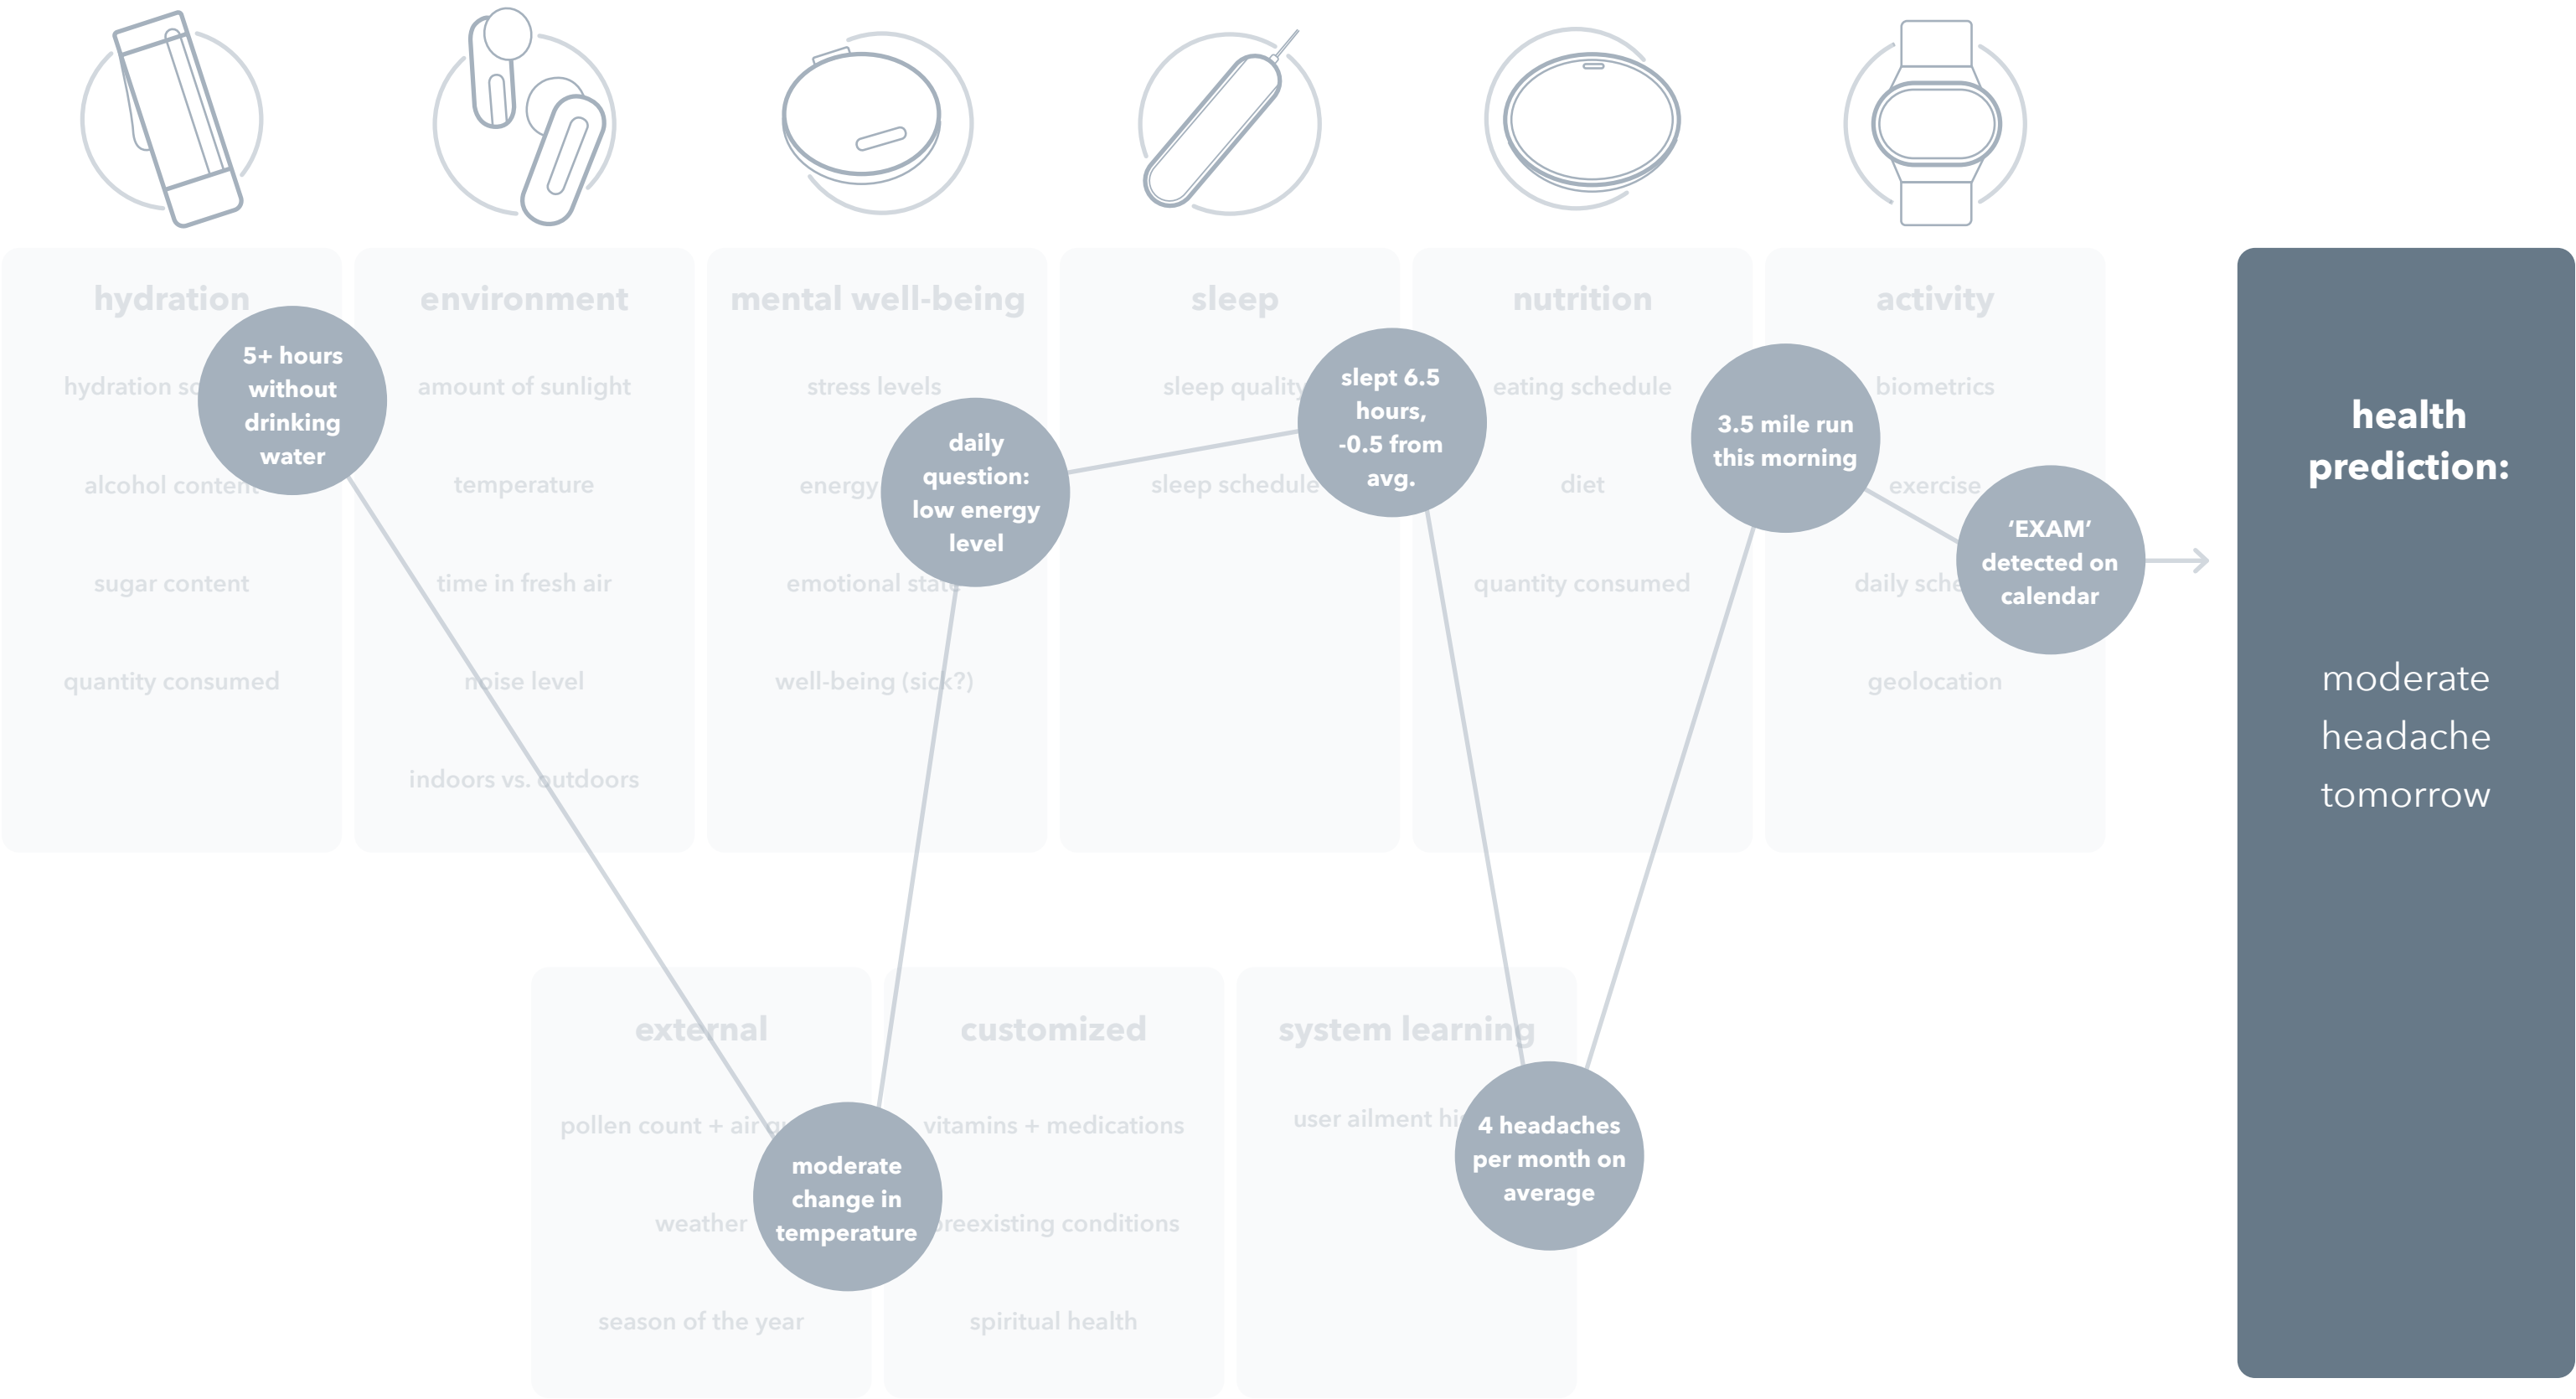 hydration
environment
mental well-being
sleep
nutrition
activity
5+ hours
without
drinking
water
amount of sunlight
stress levels
sleep quality
slept 6.5
hours,
-0.5 from
avg.
eating schedule
3.5 mile run
this morning
biometrics
hydration
alcohol content
temperature
energy
daily
question:
low energy
level
sleep schedule
diet
exercise
'EXAM'
detected on
calendar
sugar content
time in fresh air
emotional state
quantity consumed
daily
quantity consumed
noise level
well-being (sick?)
geolocation
indoors vs. outdoors
external
customized
system learning
pollen count + air
vitamins + medications
user ailment
moderate
change in
temperature
4 headaches
per month on
average
weather
preexisting conditions
season of the year
spiritual health
health
prediction:
moderate
headache
tomorrow